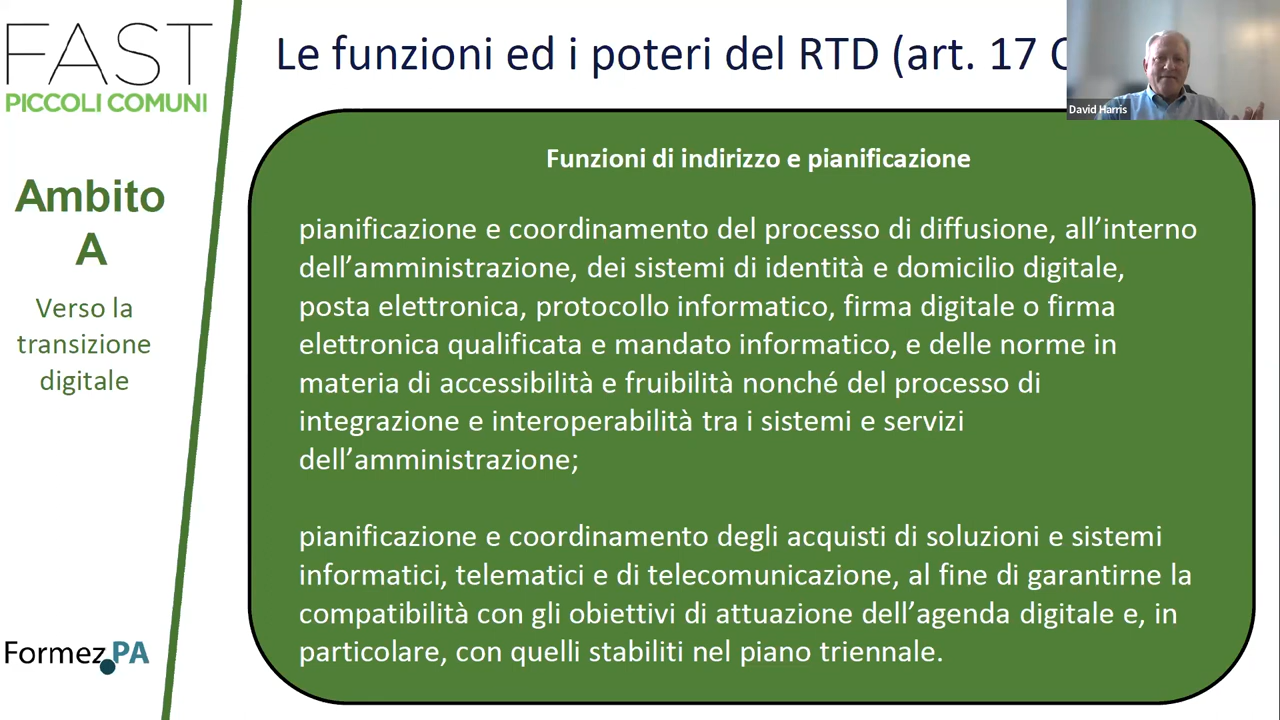 FAST
PICCOLI COMUNI
Ambito
A
Verso la
transizione
digitale
Formez PA
Le funzioni ed i poteri del RTD (art. 17
David Harris
Funzioni di indirizzo e pianificazione
pianificazione e coordinamento del processo di diffusione, all’interno
dell’amministrazione, dei sistemi di identità e domicilio digitale,
posta elettronica, protocollo informatico, firma digitale o firma
elettronica qualificata e mandato informatico, e delle norme in
materia di accessibilità e fruibilità nonché del processo di
integrazione e interoperabilità tra i sistemi e servizi
dell’amministrazione;
pianificazione e coordinamento degli acquisti di soluzioni e sistemi
informatici, telematici e di telecomunicazione, al fine di garantirne la
compatibilità con gli obiettivi di attuazione dell’agenda digitale e, in
particolare, con quelli stabiliti nel piano triennale.